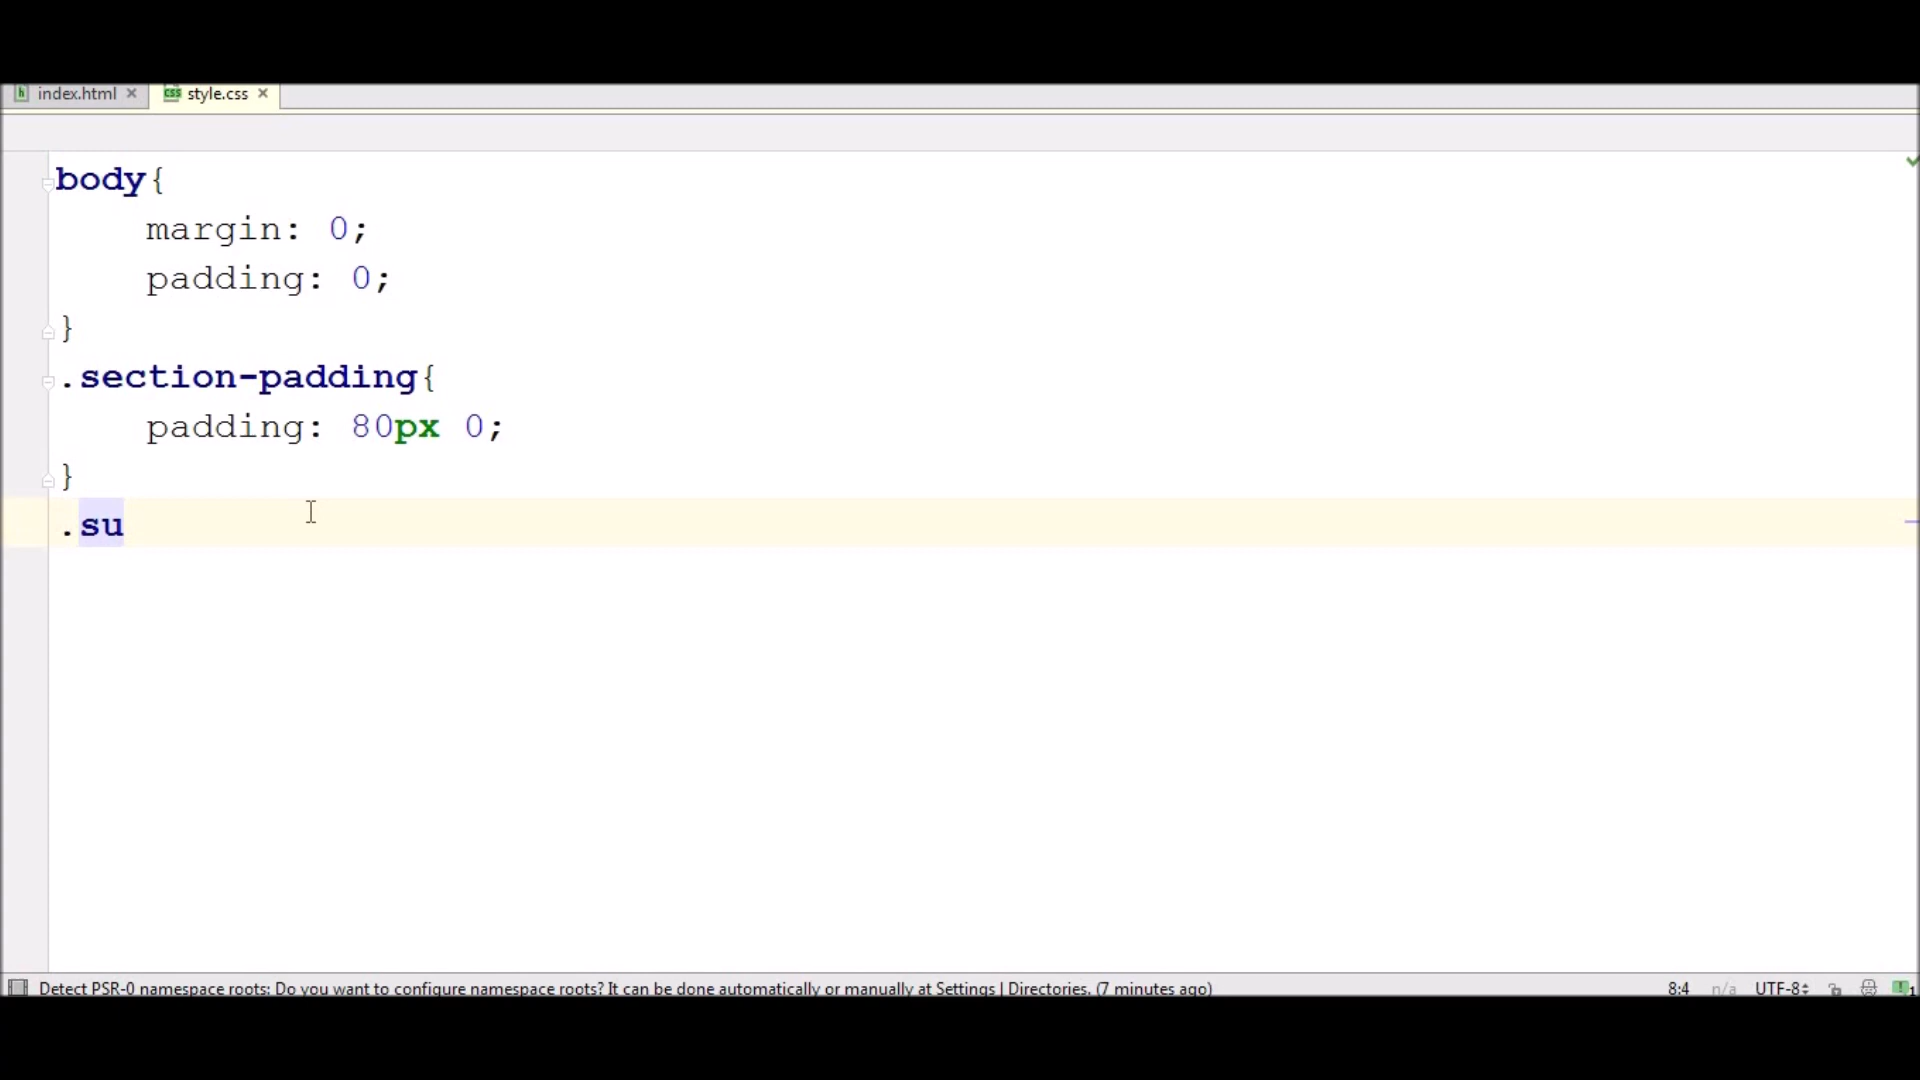 index.html
style.css
body{
margin: 0;
padding: 0;
}
.section-padding{
padding: 80px 0;
}
.su
Detect PSR-0 namespace roots: Do you want to configure namespace roots? It can be done automatically or manually at Settings | Directories. (7 minutes ago) 8:4 n/a UTF-8 1